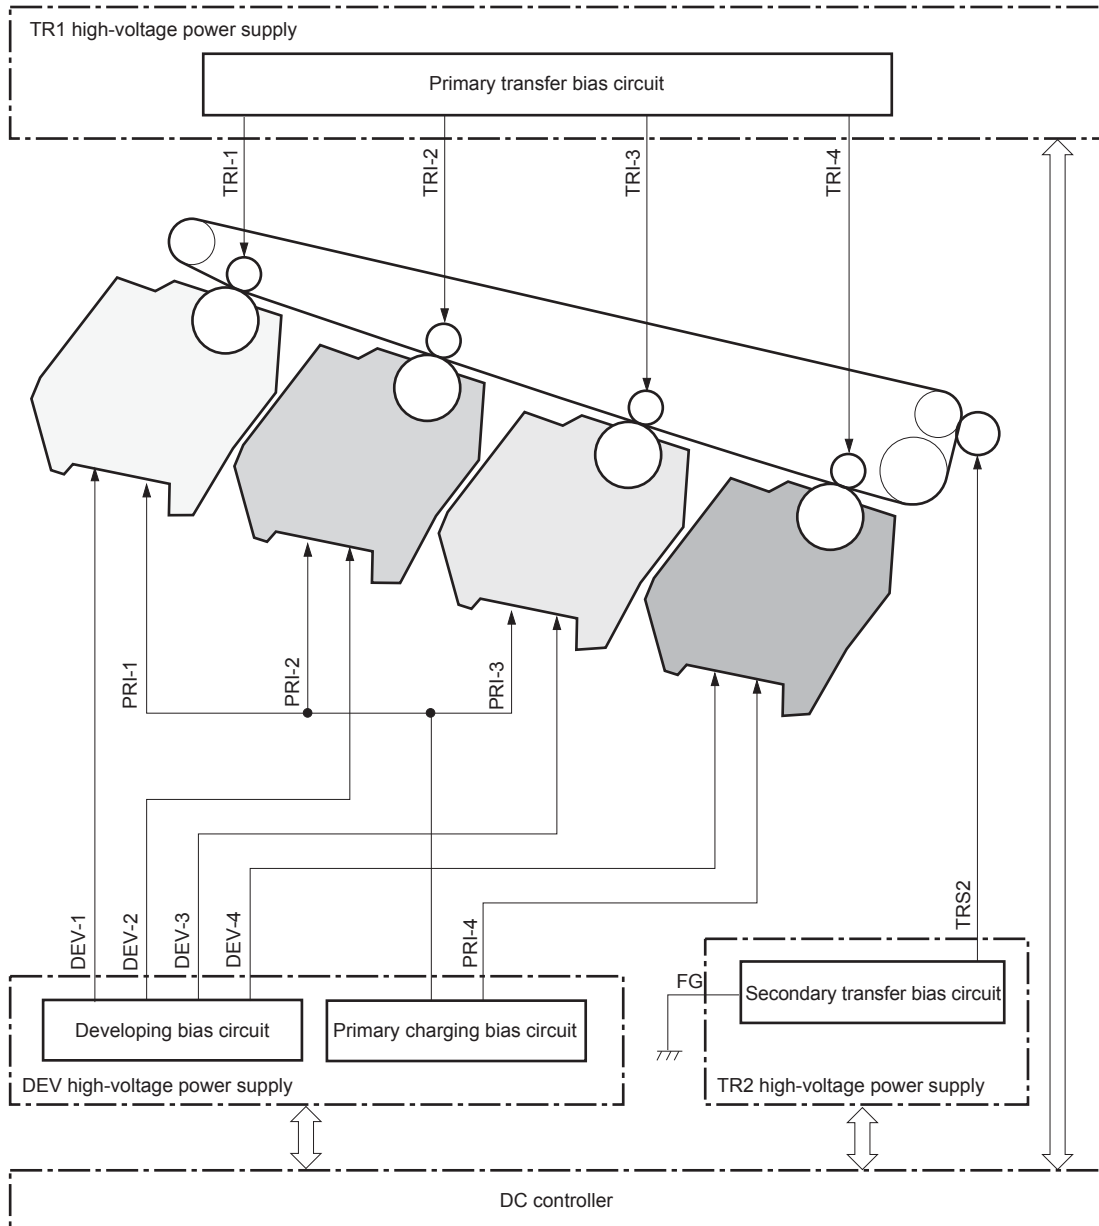 TR1 high-voltage power supply
Primary transfer bias circuit
TRI-1
TRI-2
TRI-3
TRI-4
PRI-1
PRI-2
PRI-3
DEV-1
DEV-2
DEV-3
DEV-4
PRI-4
TRS2
FG
Developing bias circuit
Primary charging bias circuit
Secondary transfer bias circuit
DEV high-voltage power supply
TR2 high-voltage power supply
DC controller